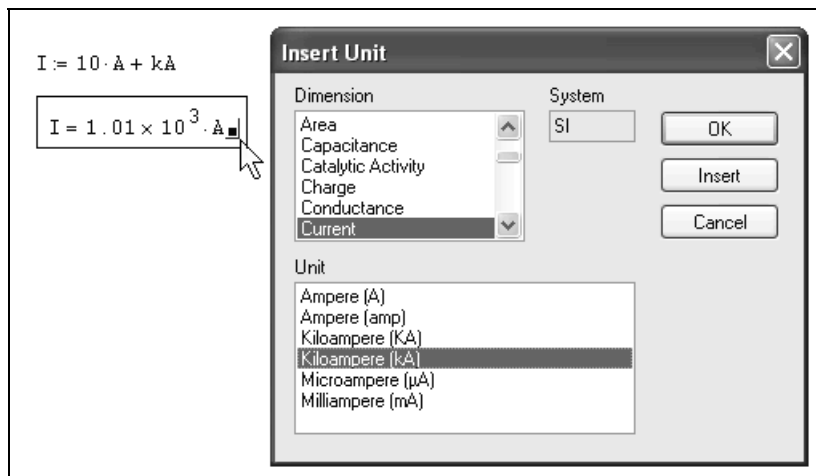 I := 10 · A + kA
I = 1.01 × 10³ · A
Insert Unit
Dimension
Area
Capacitance
Catalytic Activity
Charge
Conductance
Current
System
SI
OK
Insert
Cancel
Unit
Ampere (A)
Ampere (amp)
Kiloampere (KA)
Kiloampere (kA)
Microampere (µA)
Milliampere (mA)